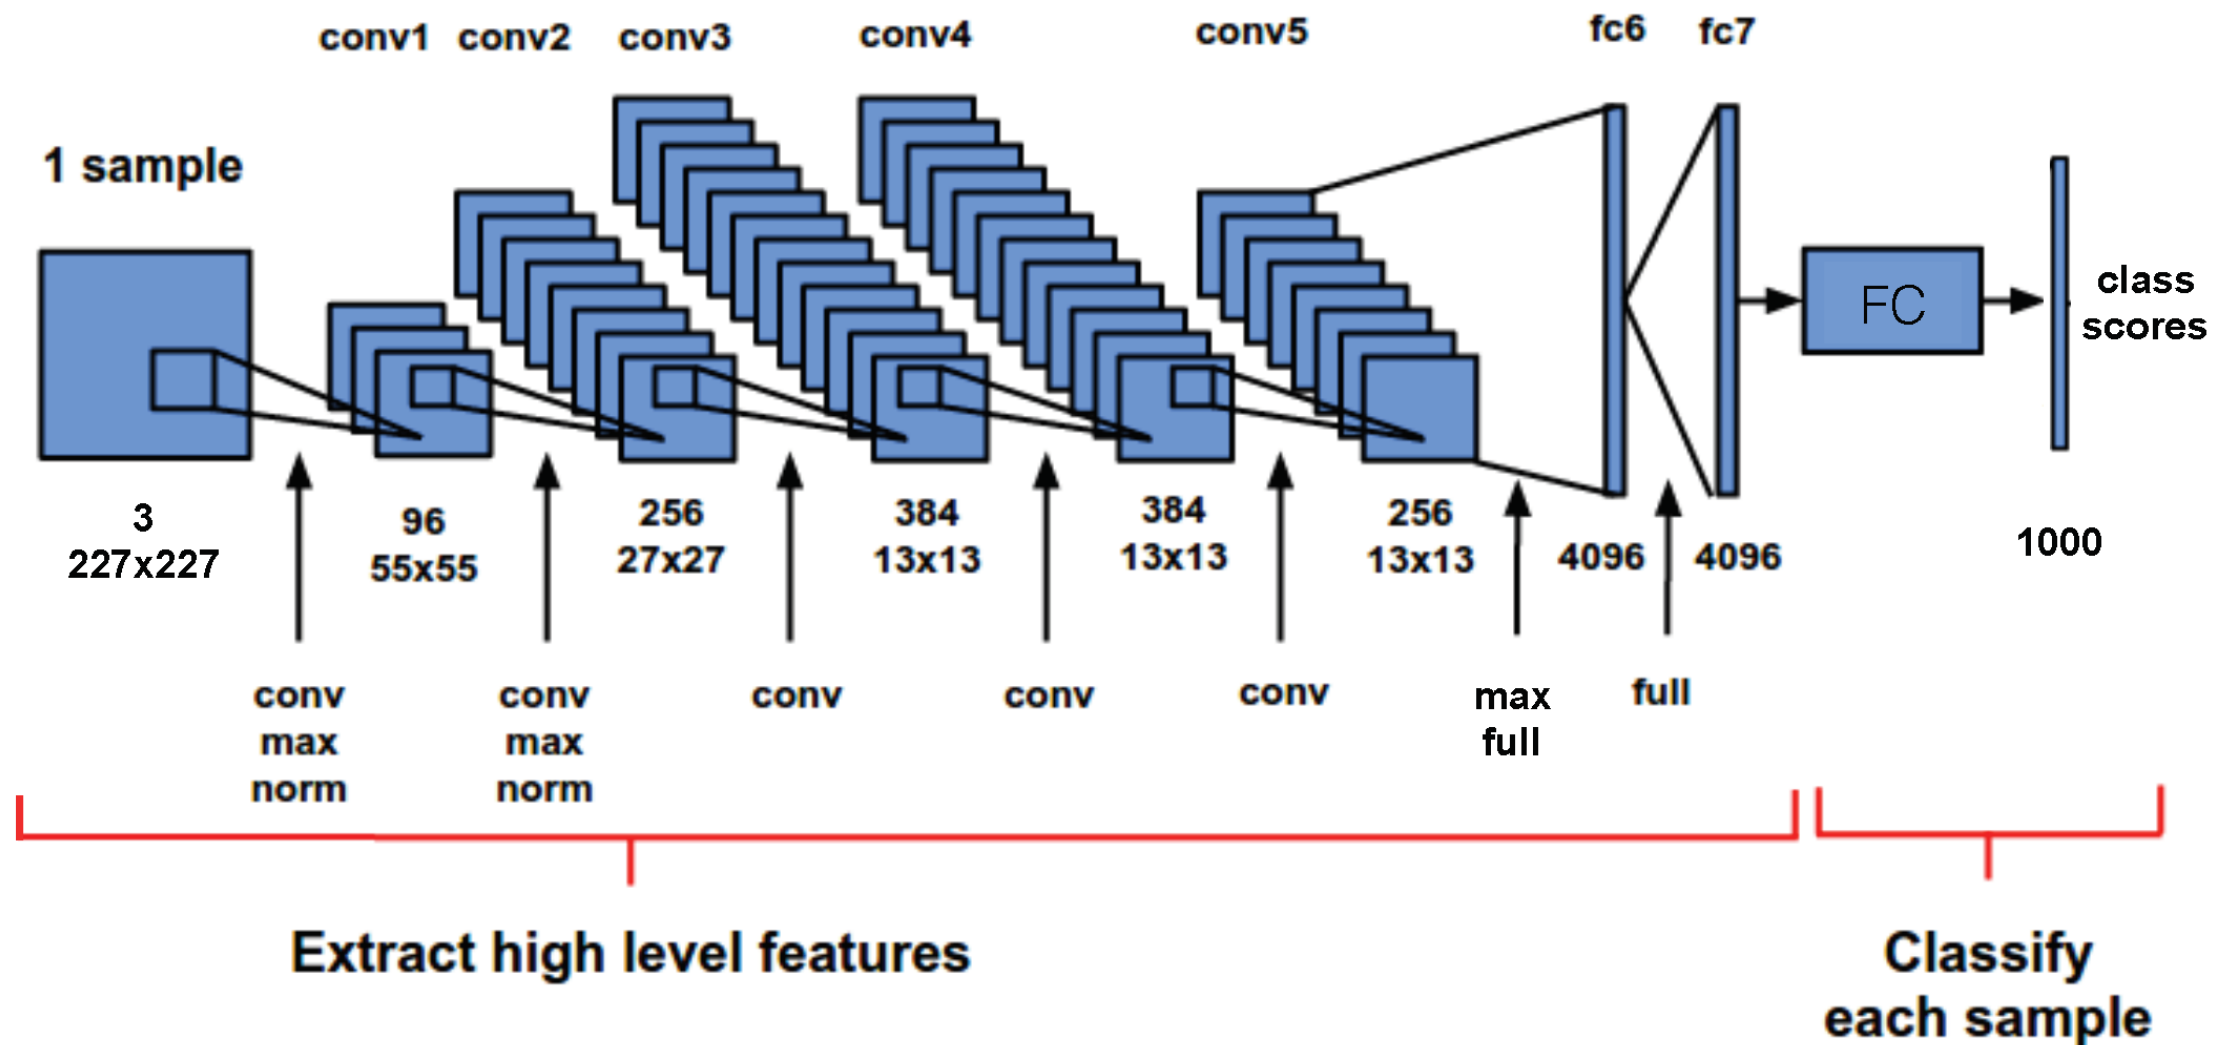 conv1 conv2 conv3 conv4 conv5 fc6 fc7
1 sample
FC
class
scores
3
227x227
96
55x55
256
27x27
384
13x13
384
13x13
256
13x13
4096
4096
1000
conv
max
norm
conv
max
norm
conv
conv
conv
max
full
full
Extract high level features
Classify
each sample